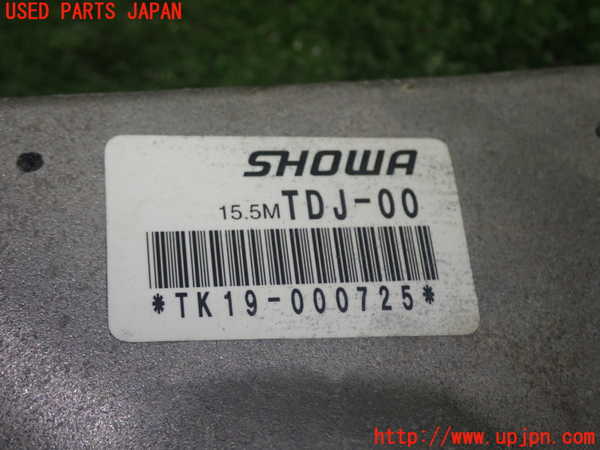 USED PARTS JAPAN
SHOWA
15.5M TDJ-00
*TK19-000725*
http://www.upjpn.com/